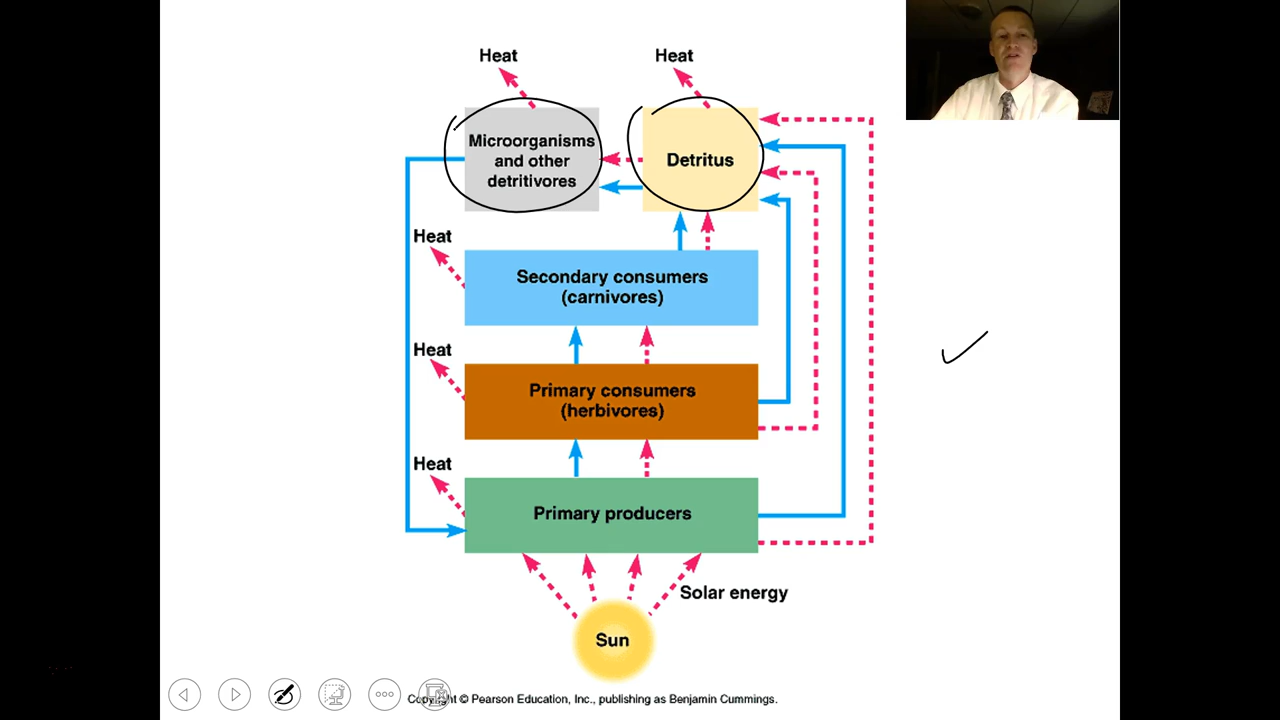 Heat
Heat
Microorganisms
and other
detritivores
Detritus
Heat
Secondary consumers
(carnivores)
Heat
Primary consumers
(herbivores)
Heat
Primary producers
Solar energy
Sun
Copyright © Pearson Education, Inc., publishing as Benjamin Cummings.